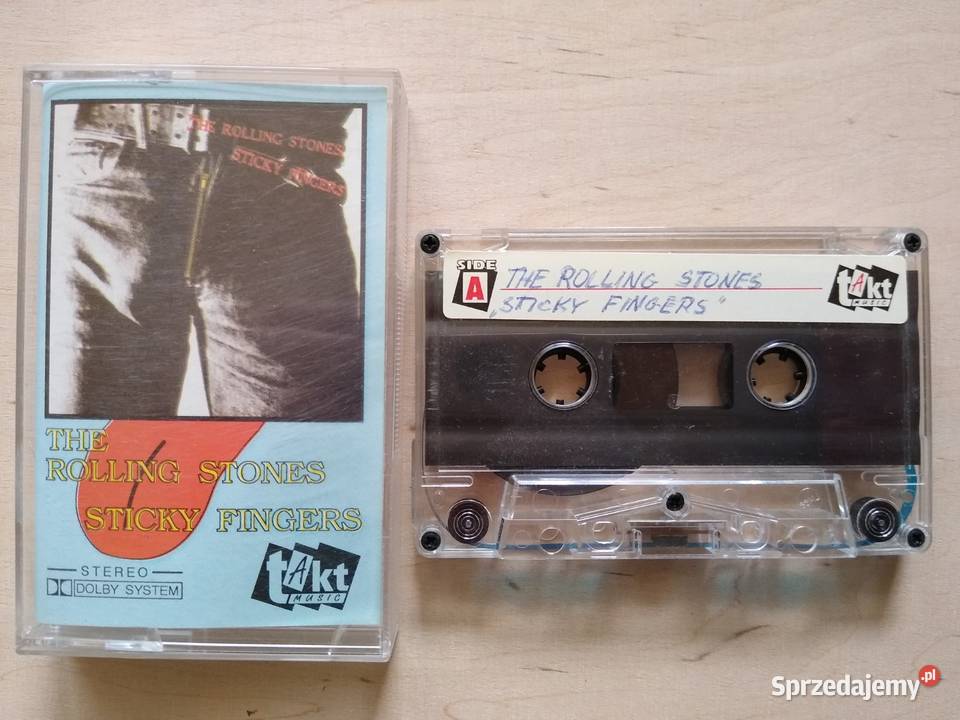 THE ROLLING STONES
STICKY FINGERS
THE
ROLLING STONES
STICKY FINGERS
STEREO
DOLBY SYSTEM
tAkt
MUSIC
SIDE
A
THE ROLLING STONES
„STICKY FINGERS"
tAkt
MUSIC
Sprzedajemy.pl